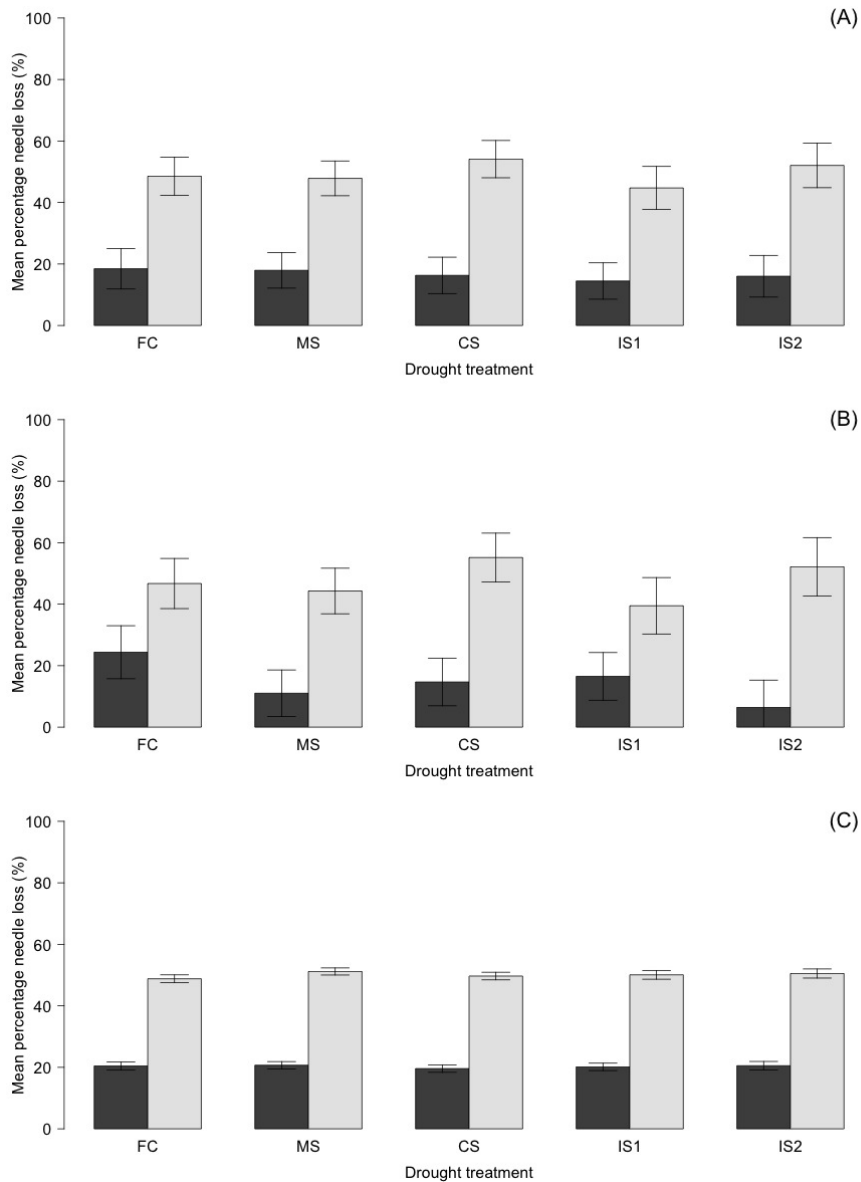 (A)
Mean percentage needle loss (%)
100
80
60
40
20
0
FC MS CS IS1 IS2
Drought treatment
(B)
Mean percentage needle loss (%)
100
80
60
40
20
0
FC MS CS IS1 IS2
Drought treatment
(C)
Mean percentage needle loss (%)
100
80
60
40
20
0
FC MS CS IS1 IS2
Drought treatment